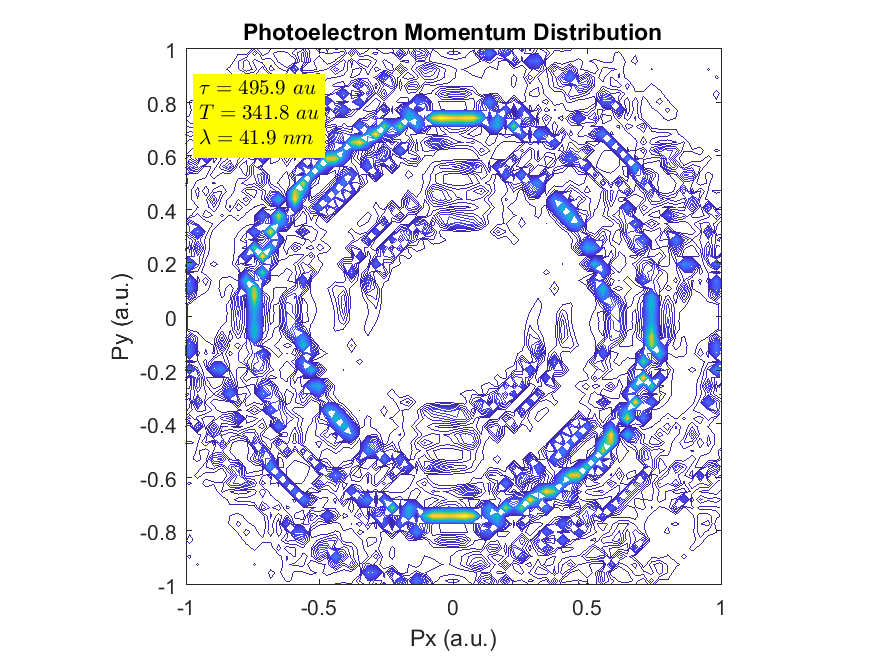 Photoelectron Momentum Distribution
τ = 495.9 au
T = 341.8 au
λ = 41.9 nm
1
0.8
0.6
0.4
0.2
0
-0.2
-0.4
-0.6
-0.8
-1
Py (a.u.)
-1 -0.5 0 0.5 1
Px (a.u.)